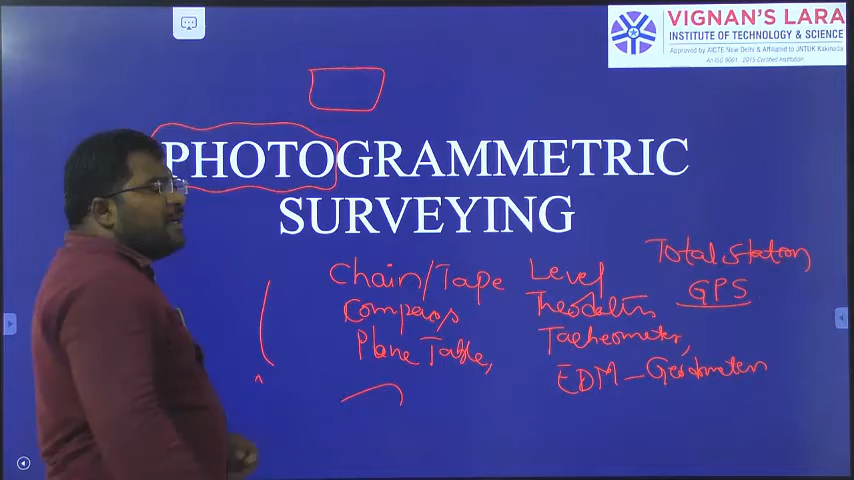 VIGNAN'S LARA
INSTITUTE OF TECHNOLOGY & SCIENCE
Approved by AICTE New Delhi & Affiliated to JNTUK Kakinada
An ISO 9001 : 2015 Certified Institution
PHOTOGRAMMETRIC
SURVEYING
Chain/Tape Level Total Station
Compass Theodolite GPS
Plane Table, Tacheometer,
EDM - Geodometer